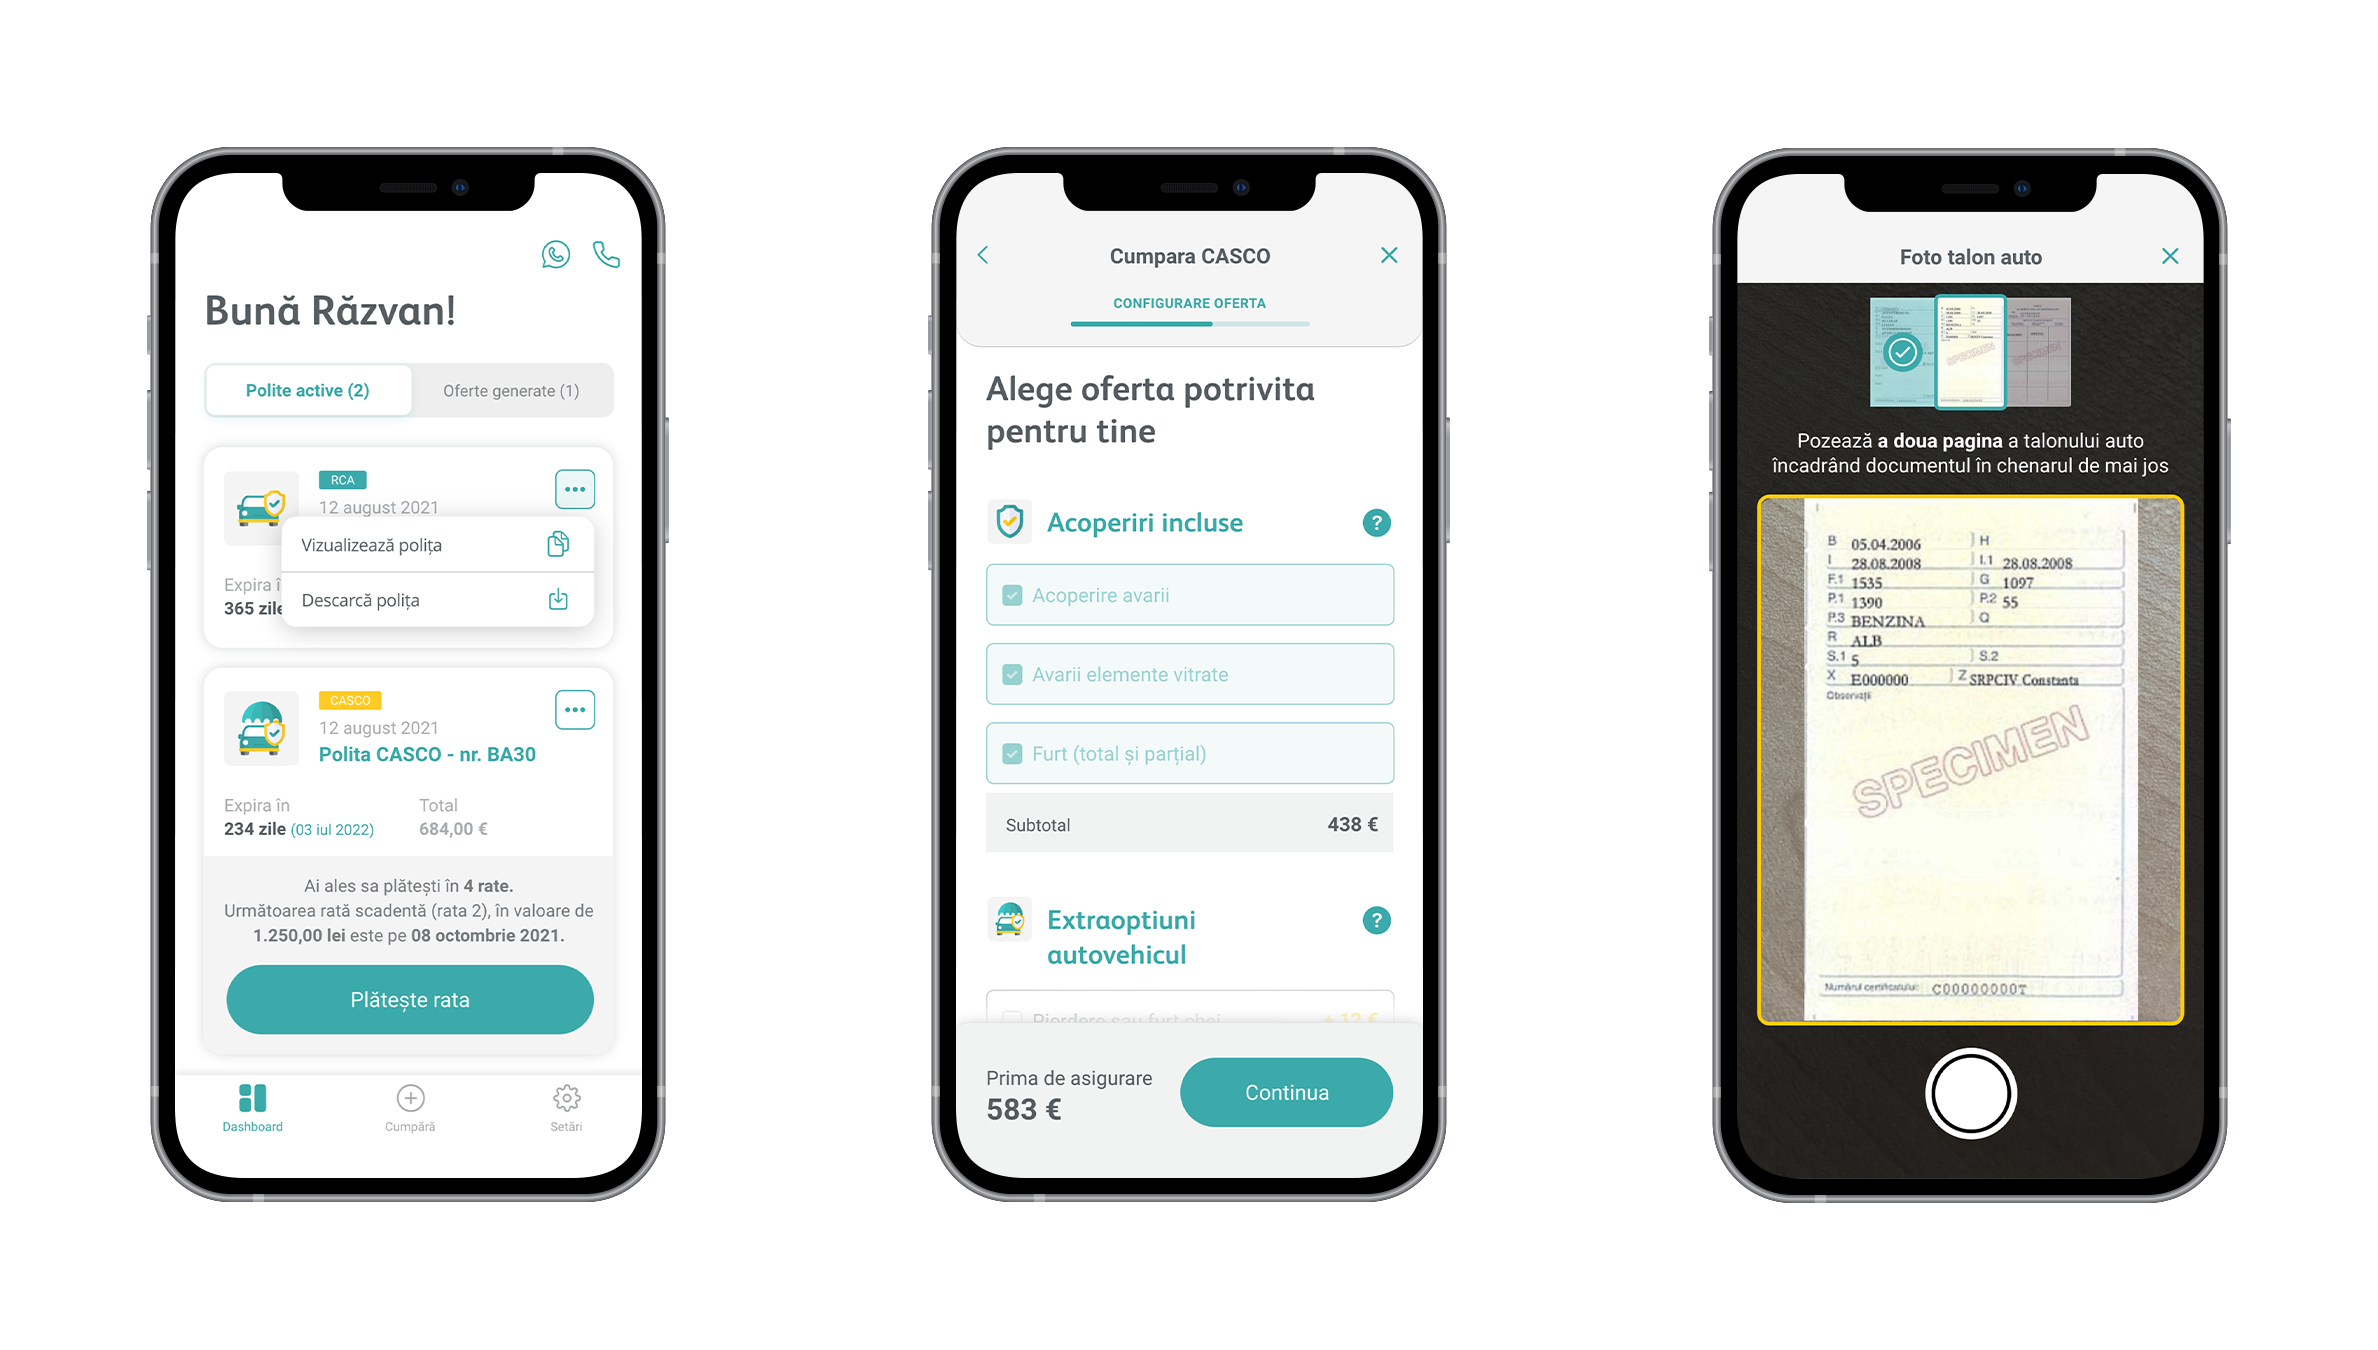 Bună Răzvan!
Polite active (2)
Oferte generate (1)
RCA
12 august 2021
Vizualizează polița
Descarcă polița
Expira î
365 zile
CASCO
12 august 2021
Polita CASCO - nr. BA30
Expira în
Total
234 zile (03 iul 2022)
684,00 €
Ai ales sa plătești în 4 rate.
Următoarea rată scadentă (rata 2), în valoare de
1.250,00 lei este pe 08 octombrie 2021.
Plătește rata
Dashboard
Cumpără
Setări
Cumpara CASCO
CONFIGURARE OFERTA
Alege oferta potrivita
pentru tine
Acoperiri incluse
?
Acoperire avarii
Avarii elemente vitrate
Furt (total și parțial)
Subtotal
438 €
Extraoptiuni
autovehicul
?
Pierdere sau furt chei
+ 12 €
Prima de asigurare
583 €
Continua
Foto talon auto
Pozează a doua pagina a talonului auto
încadrând documentul în chenarul de mai jos
B 05.04.2006 H
I 28.08.2008 I.1 28.08.2008
F.1 1535 G 1097
P.1 1390 P.2 55
P.3 BENZINA Q
R ALB
S.1 5 S.2
X E000000 Z SRPCIV Constanta
Observații
SPECIMEN
Numărul certificatului: C00000000T